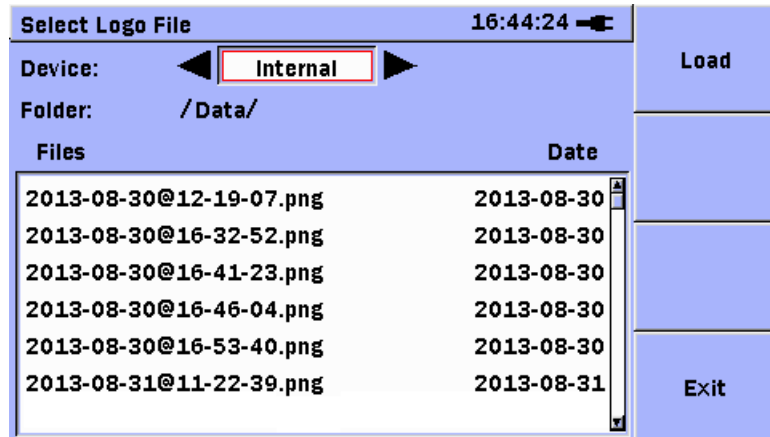 Select Logo File 16:44:24
Load
Device: Internal
Folder: /Data/
Files Date
2013-08-30@12-19-07.png 2013-08-30
2013-08-30@16-32-52.png 2013-08-30
2013-08-30@16-41-23.png 2013-08-30
2013-08-30@16-46-04.png 2013-08-30
2013-08-30@16-53-40.png 2013-08-30
2013-08-31@11-22-39.png 2013-08-31
Exit